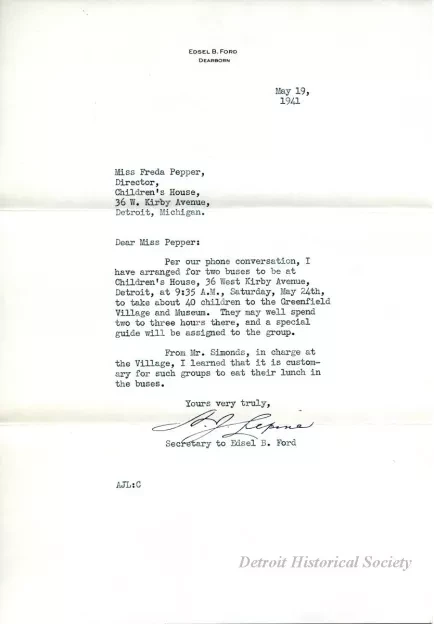 EDSEL B. FORD
DEARBORN
May 19,
1941
Miss Freda Pepper,
Director,
Children's House,
36 W. Kirby Avenue,
Detroit, Michigan.
Dear Miss Pepper:
Per our phone conversation, I
have arranged for two buses to be at
Children's House, 36 West Kirby Avenue,
Detroit, at 9:35 A.M., Saturday, May 24th,
to take about 40 children to the Greenfield
Village and Museum. They may well spend
two to three hours there, and a special
guide will be assigned to the group.
From Mr. Simonds, in charge at
the Village, I learned that it is custom-
ary for such groups to eat their lunch in
the buses.
Yours very truly,
A. J. Lepine
Secretary to Edsel B. Ford
AJL:C
Detroit Historical Society